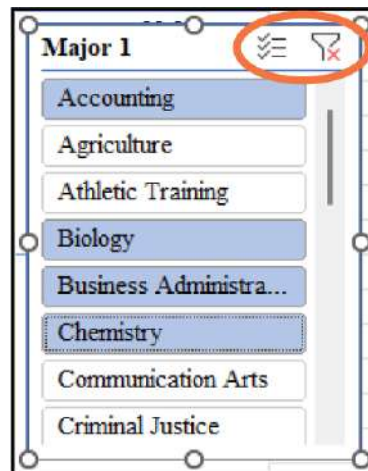 Major 1
Accounting
Agriculture
Athletic Training
Biology
Business Administra...
Chemistry
Communication Arts
Criminal Justice